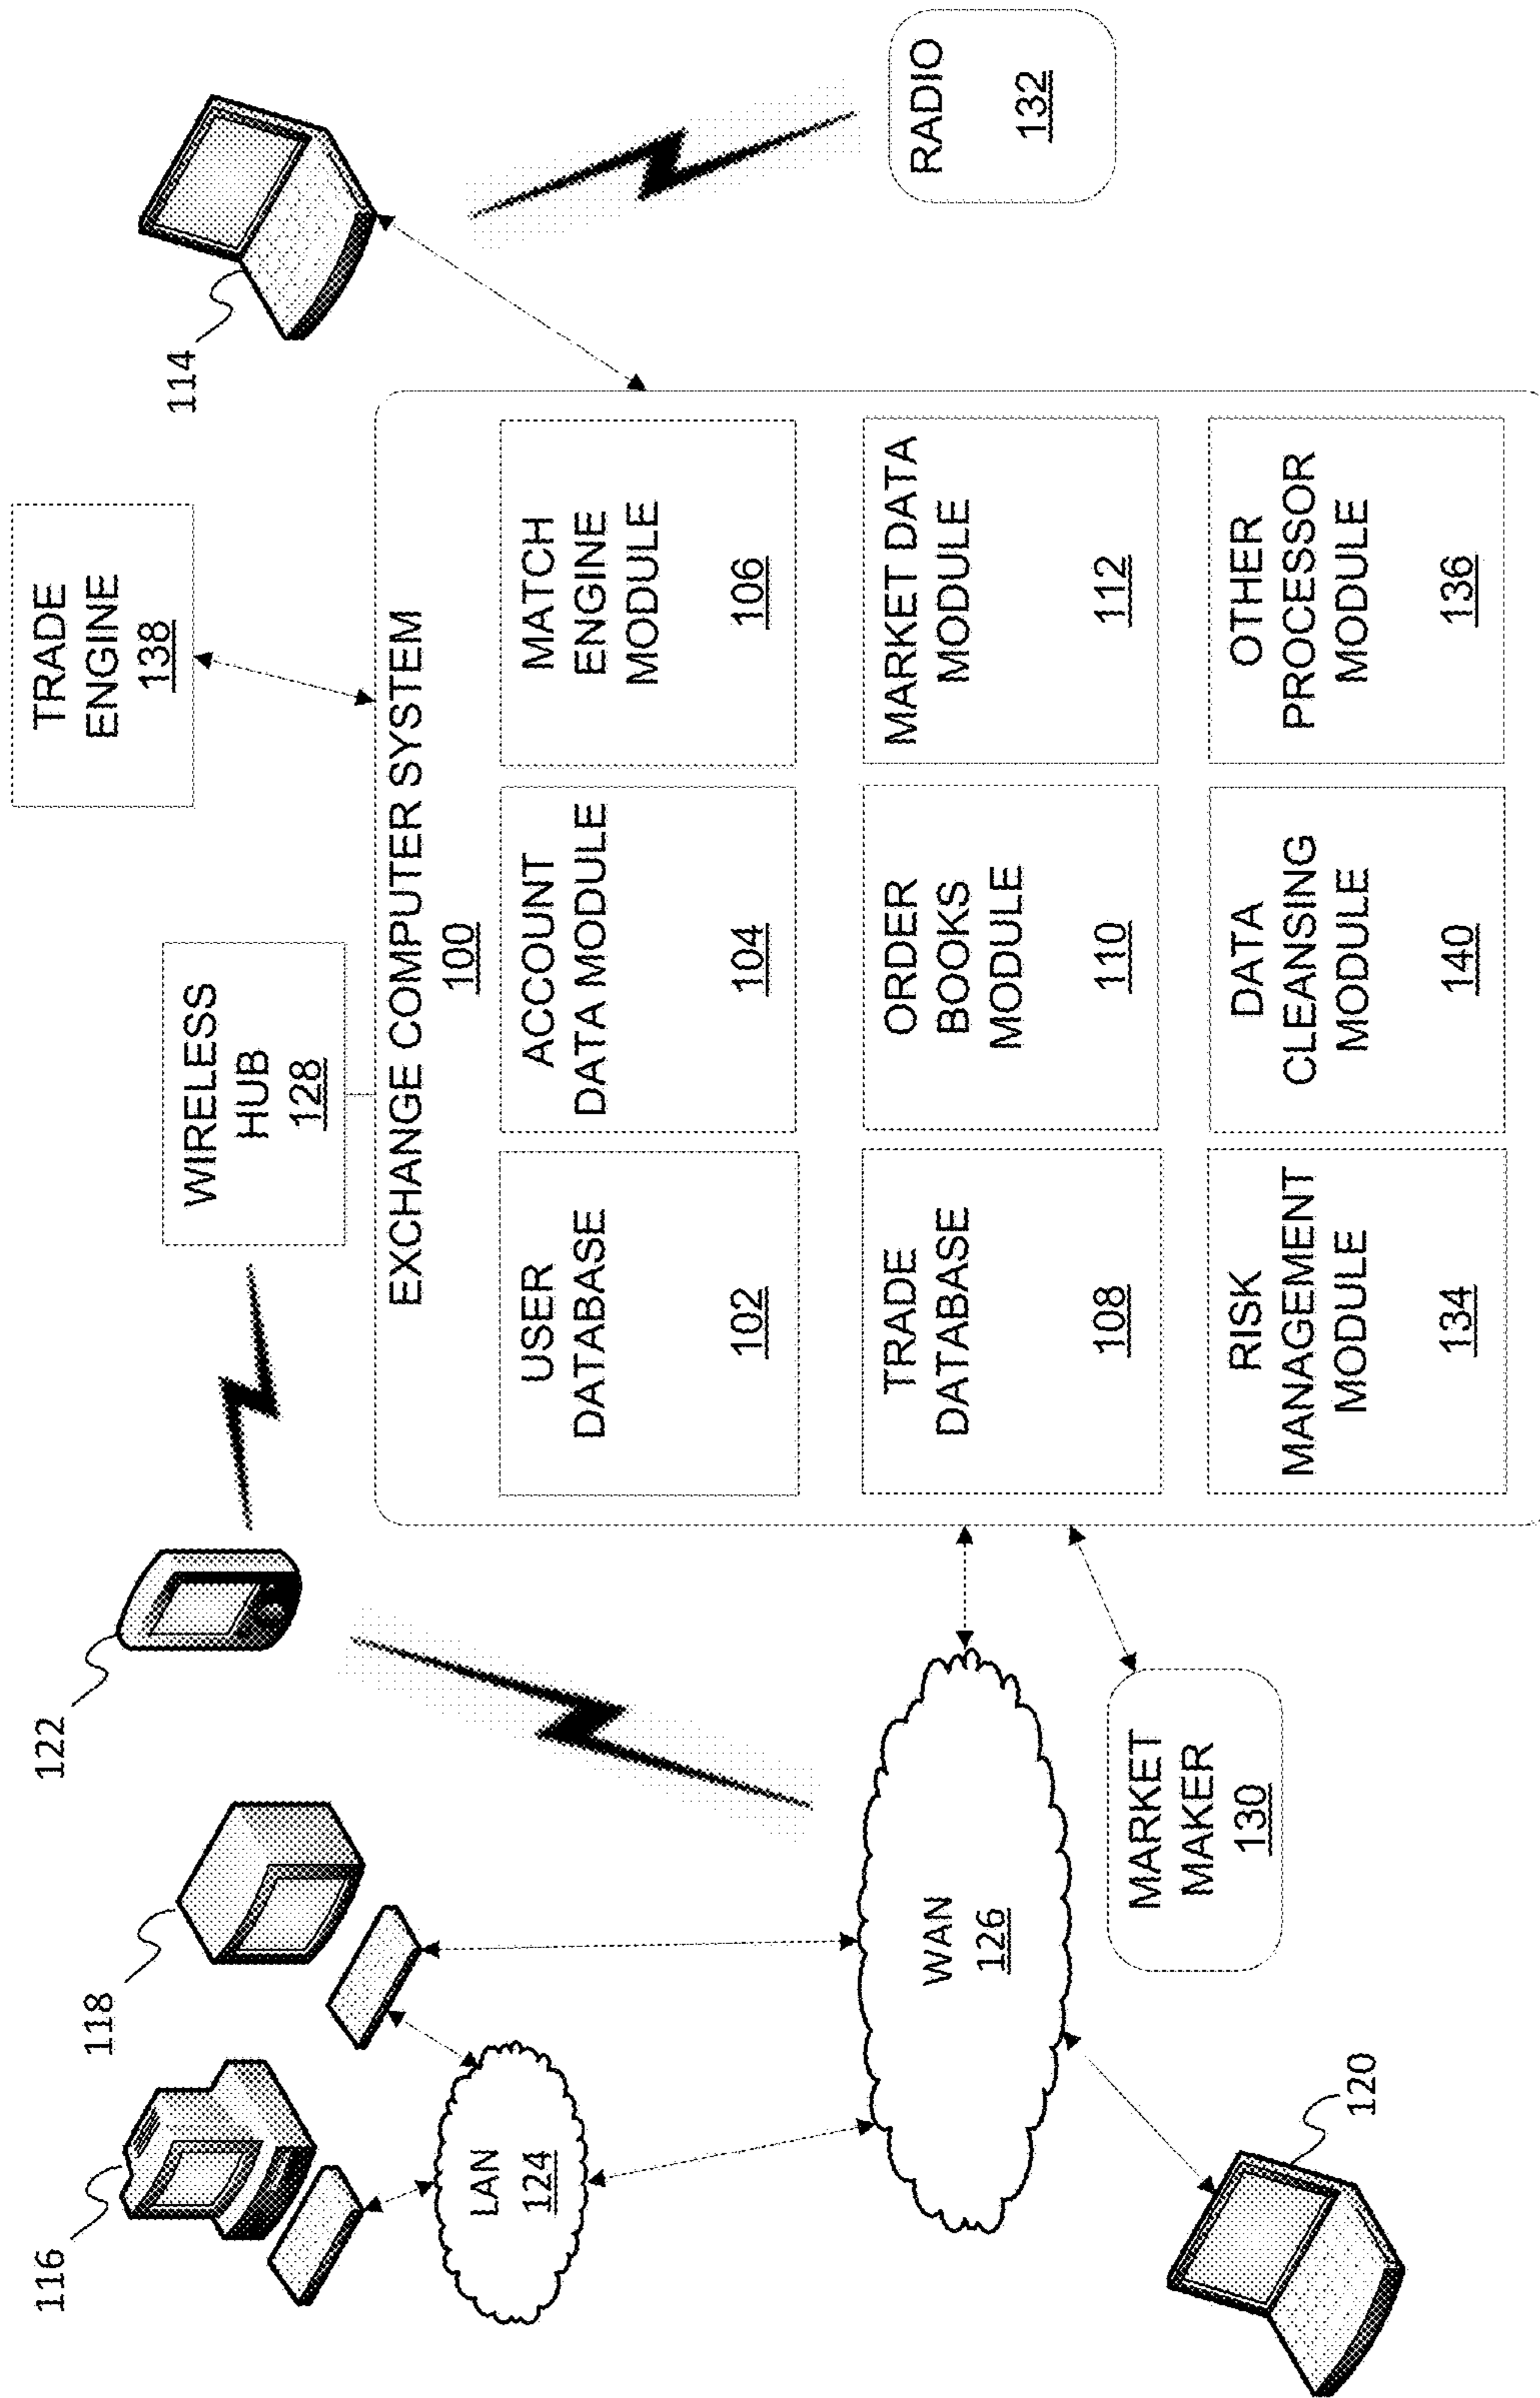 TRADE
ENGINE
138
WIRELESS
HUB
128
114
122
118
116
EXCHANGE COMPUTER SYSTEM
100
USER
DATABASE
102
ACCOUNT
DATA MODULE
104
MATCH
ENGINE
MODULE
106
TRADE
DATABASE
108
ORDER
BOOKS
MODULE
110
MARKET DATA
MODULE
112
RISK
MANAGEMENT
MODULE
134
DATA
CLEANSING
MODULE
140
OTHER
PROCESSOR
MODULE
136
LAN
124
WAN
126
MARKET
MAKER
130
120
RADIO
132